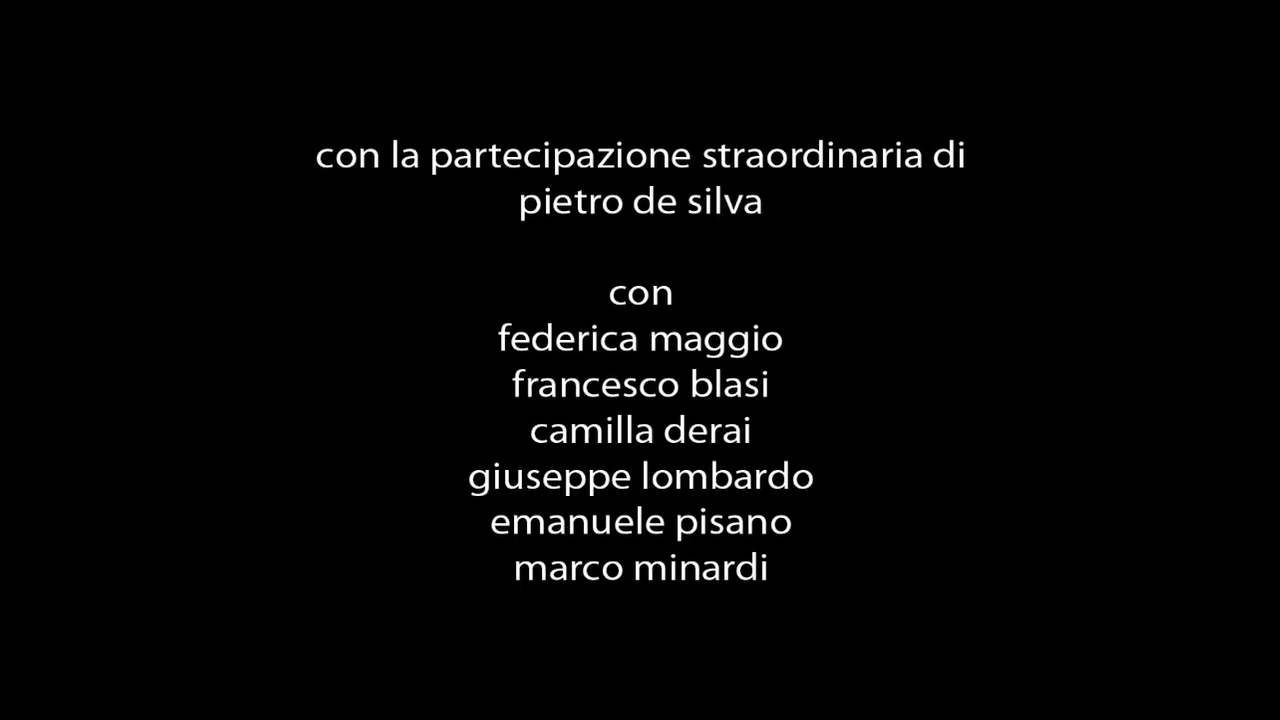 con la partecipazione straordinaria di
pietro de silva
con
federica maggio
francesco blasi
camilla derai
giuseppe lombardo
emanuele pisano
marco minardi